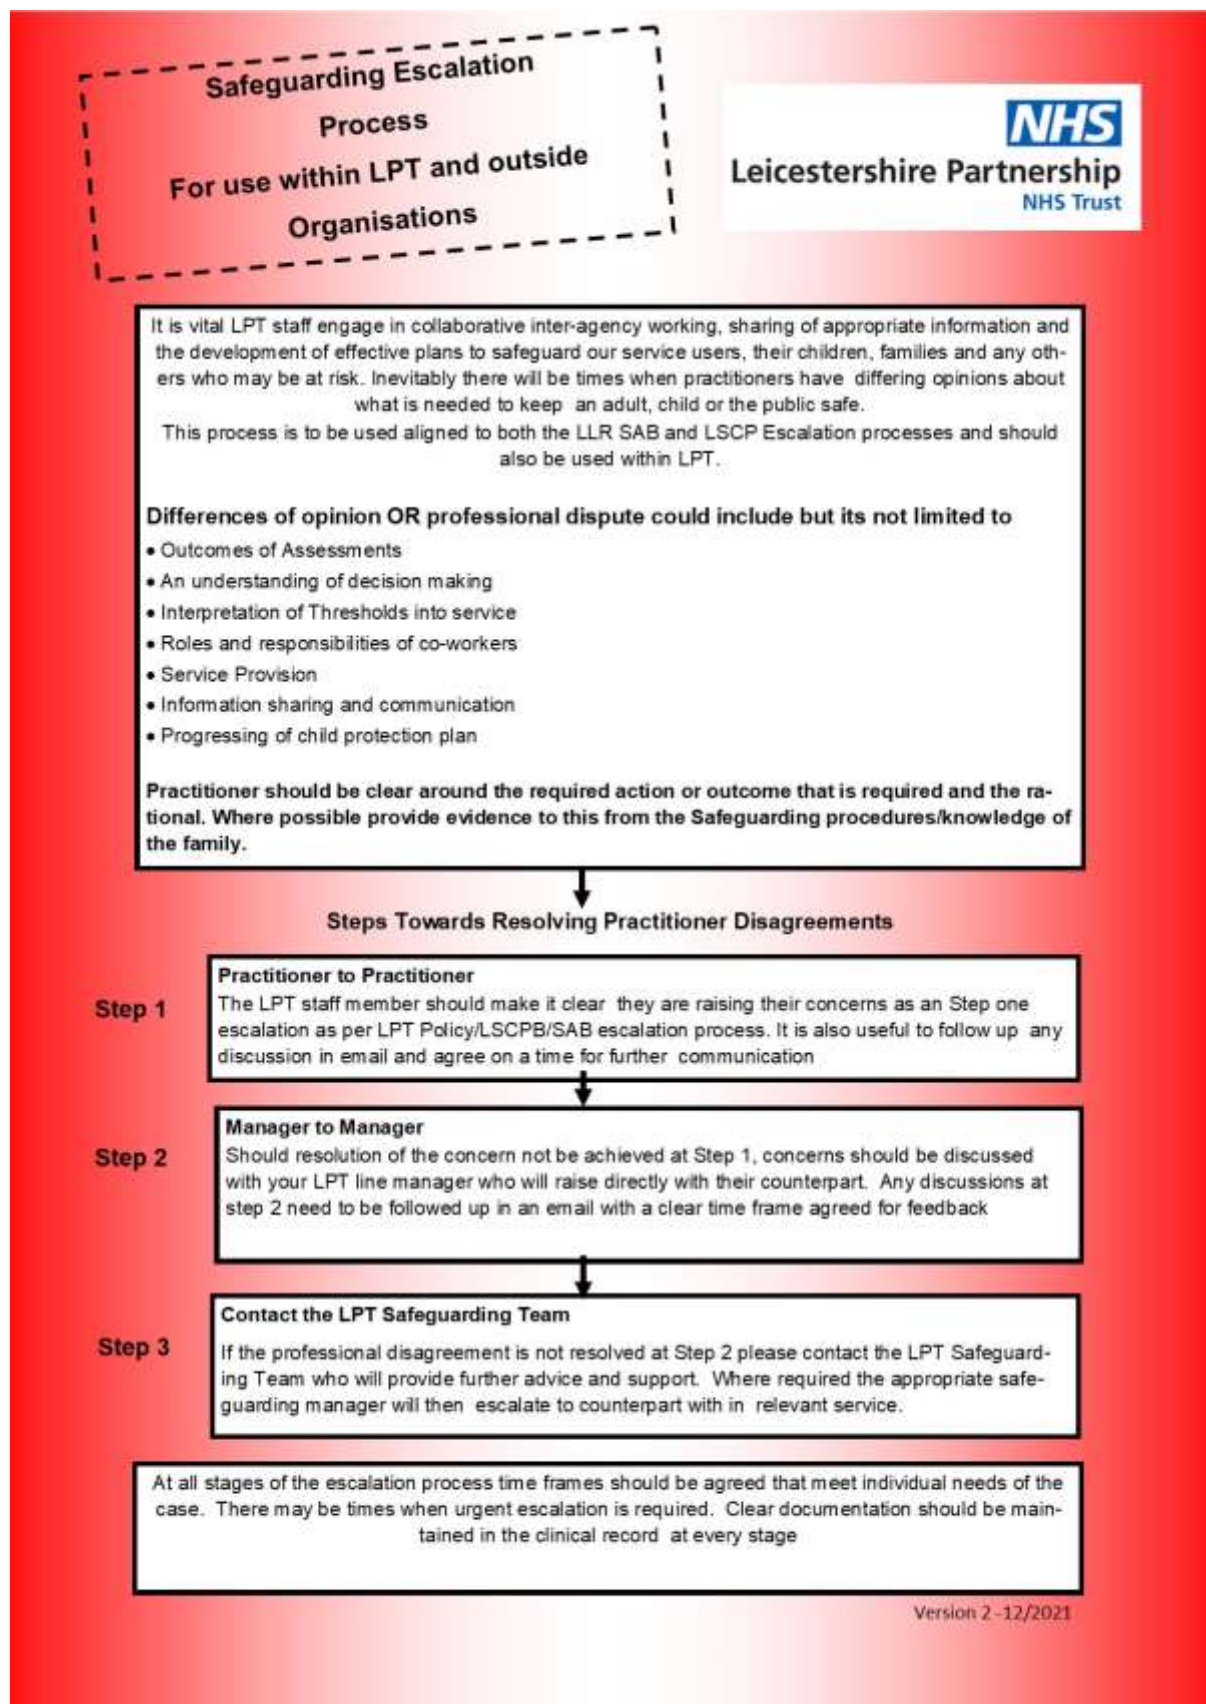 Safeguarding Escalation
Process
For use within LPT and outside
Organisations
NHS
Leicestershire Partnership
NHS Trust
It is vital LPT staff engage in collaborative inter-agency working, sharing of appropriate information and
the development of effective plans to safeguard our service users, their children, families and any oth-
ers who may be at risk. Inevitably there will be times when practitioners have differing opinions about
what is needed to keep an adult, child or the public safe.
This process is to be used aligned to both the LLR SAB and LSCP Escalation processes and should
also be used within LPT.
Differences of opinion OR professional dispute could include but its not limited to
• Outcomes of Assessments
• An understanding of decision making
• Interpretation of Thresholds into service
• Roles and responsibilities of co-workers
• Service Provision
• Information sharing and communication
• Progressing of child protection plan
Practitioner should be clear around the required action or outcome that is required and the ra-
tional. Where possible provide evidence to this from the Safeguarding procedures/knowledge of
the family.
Steps Towards Resolving Practitioner Disagreements
Step 1
Practitioner to Practitioner
The LPT staff member should make it clear they are raising their concerns as an Step one
escalation as per LPT Policy/LSCPB/SAB escalation process. It is also useful to follow up any
discussion in email and agree on a time for further communication
Step 2
Manager to Manager
Should resolution of the concern not be achieved at Step 1, concerns should be discussed
with your LPT line manager who will raise directly with their counterpart. Any discussions at
step 2 need to be followed up in an email with a clear time frame agreed for feedback
Step 3
Contact the LPT Safeguarding Team
If the professional disagreement is not resolved at Step 2 please contact the LPT Safeguard-
ing Team who will provide further advice and support. Where required the appropriate safe-
guarding manager will then escalate to counterpart with in relevant service.
At all stages of the escalation process time frames should be agreed that meet individual needs of the
case. There may be times when urgent escalation is required. Clear documentation should be main-
tained in the clinical record at every stage
Version 2 -12/2021